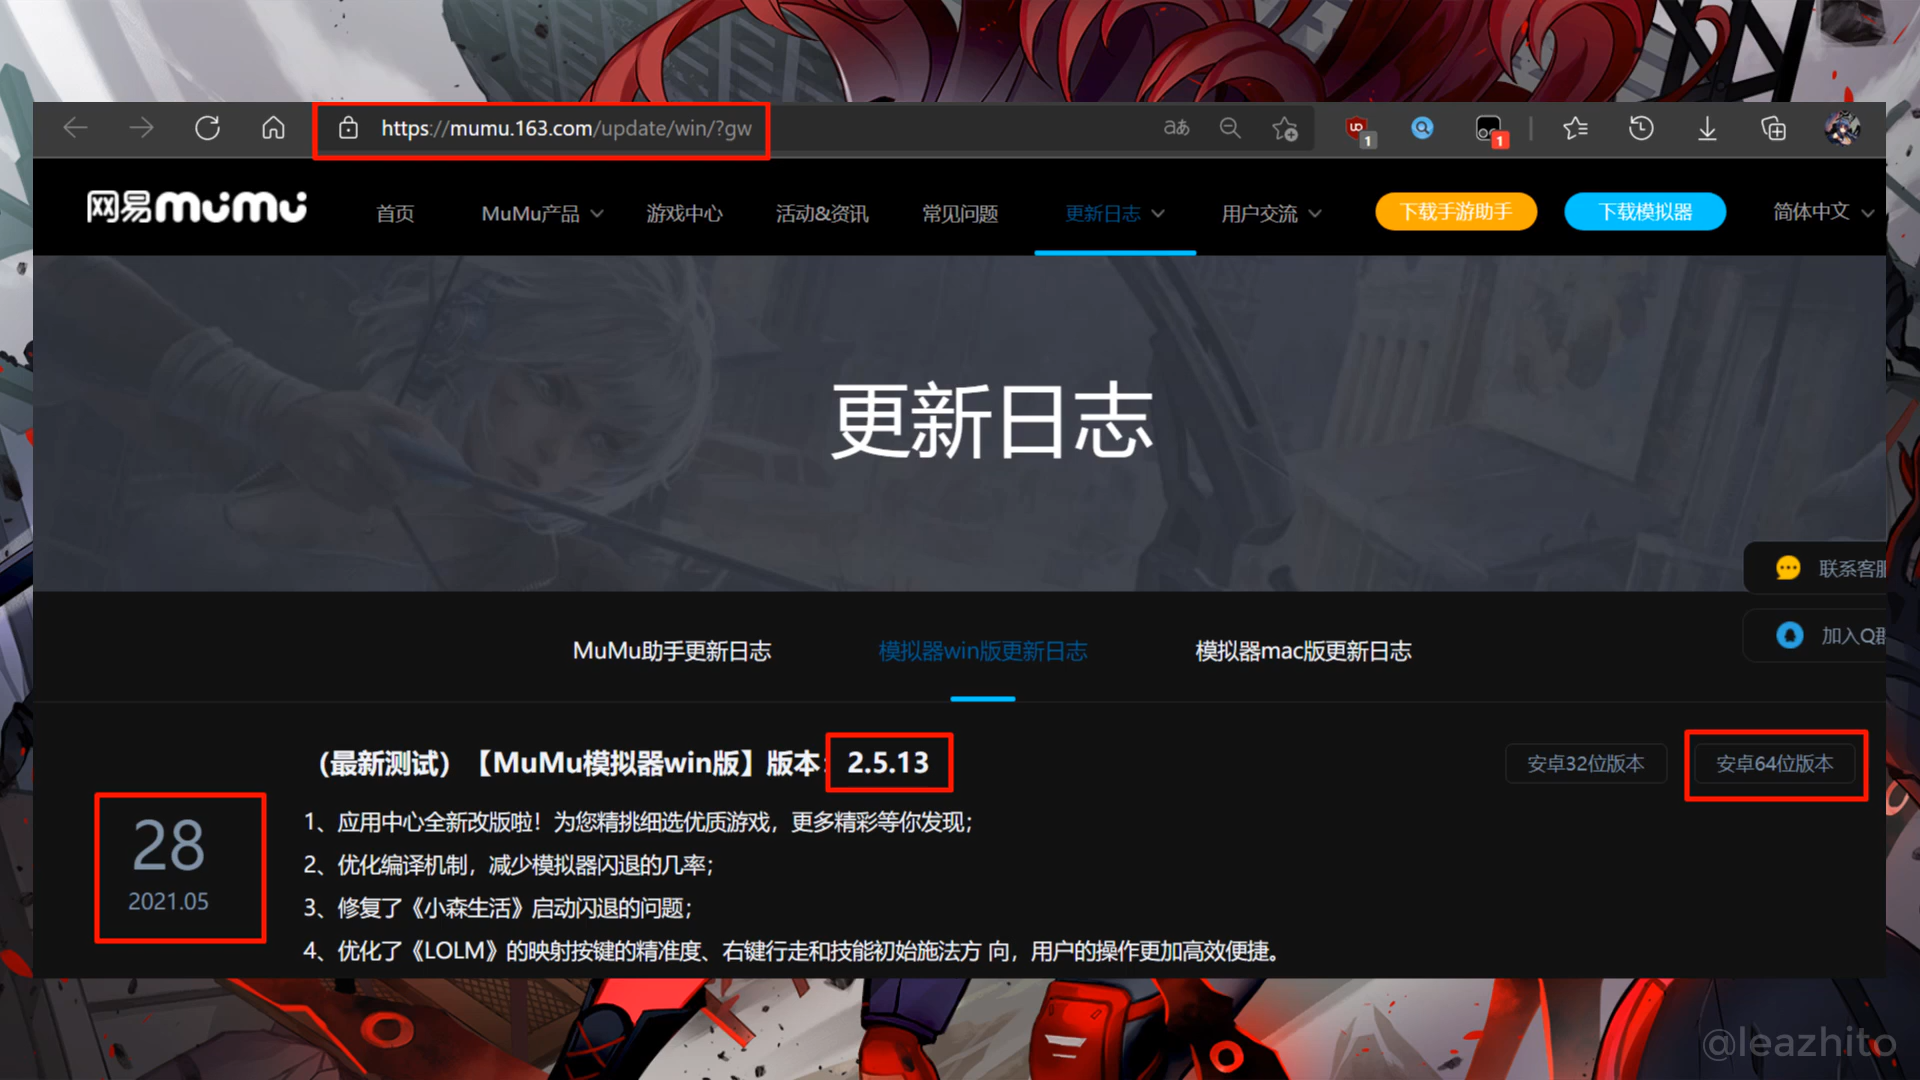 https://mumu.163.com/update/win/?gw
aあ
1
1
网易MuMu
首页
MuMu产品
游戏中心
活动&资讯
常见问题
更新日志
用户交流
下载手游助手
下载模拟器
简体中文
更新日志
联系客服
加入Q群
MuMu助手更新日志
模拟器win版更新日志
模拟器mac版更新日志
（最新测试）【MuMu模拟器win版】版本：2.5.13
安卓32位版本
安卓64位版本
28
2021.05
1、应用中心全新改版啦！为您精挑细选优质游戏，更多精彩等你发现；
2、优化编译机制，减少模拟器闪退的几率；
3、修复了《小森生活》启动闪退的问题；
4、优化了《LOLM》的映射按键的精准度、右键行走和技能初始施法方 向，用户的操作更加高效便捷。
@leazhito